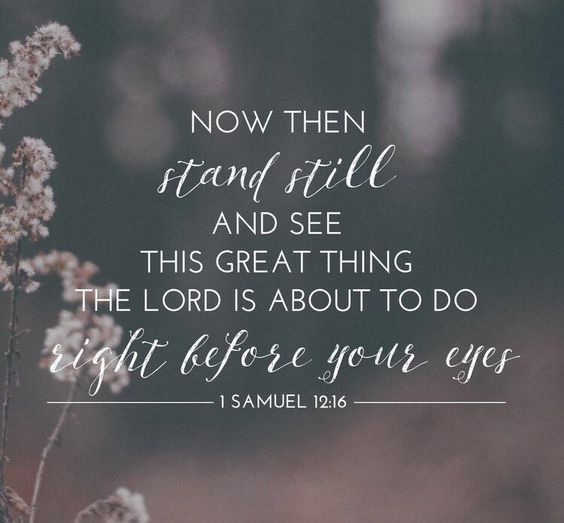 NOW THEN
stand still
AND SEE
THIS GREAT THING
THE LORD IS ABOUT TO DO
right before your eyes
1 SAMUEL 12:16